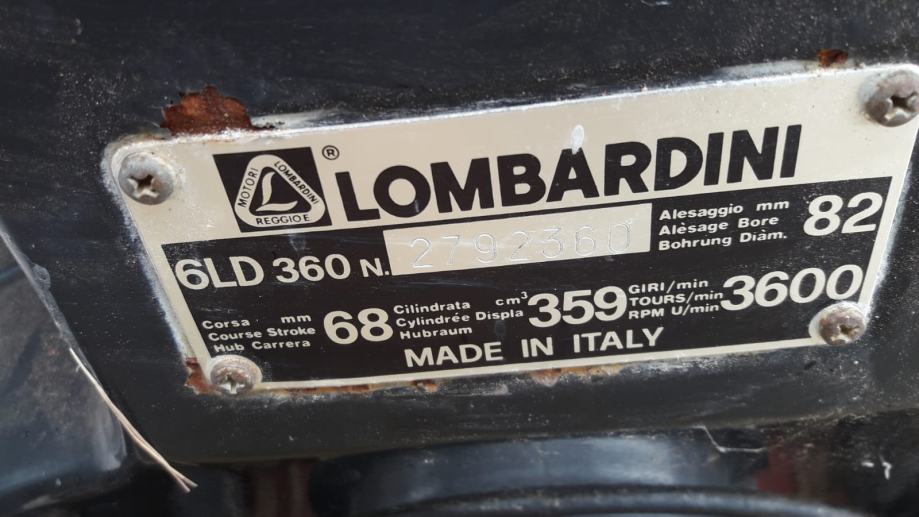 MOTORI LOMBARDINI
L
REGGIO E.
®
LOMBARDINI
6LD 360 N. 2792360
Alesaggio mm
Alèsage Bore
Bohrung Diàm.
82
Corsa mm
Course Stroke
Hub Carrera
68
Cilindrata cm³
Cylindrée Displa
Hubraum
359
GIRI/min
TOURS/min
RPM U/min
3600
MADE IN ITALY